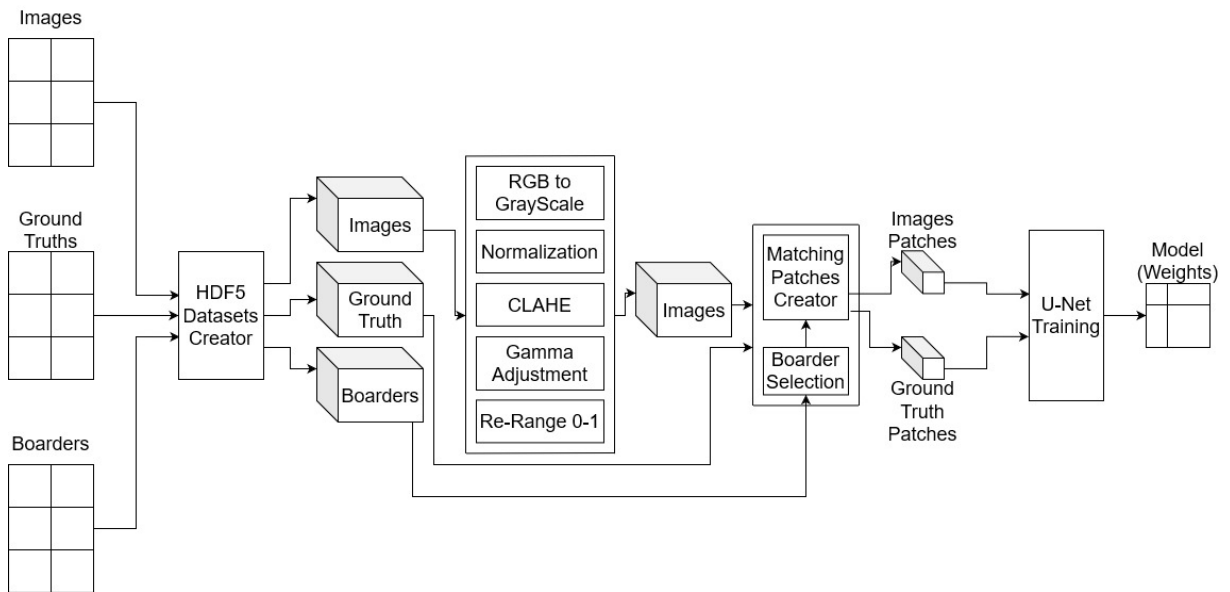 Images
Ground
Truths
Boarders
HDF5
Datasets
Creator
Images
Ground
Truth
Boarders
RGB to
GrayScale
Normalization
CLAHE
Gamma
Adjustment
Re-Range 0-1
Images
Matching
Patches
Creator
Boarder
Selection
Images
Patches
Ground
Truth
Patches
U-Net
Training
Model
(Weights)